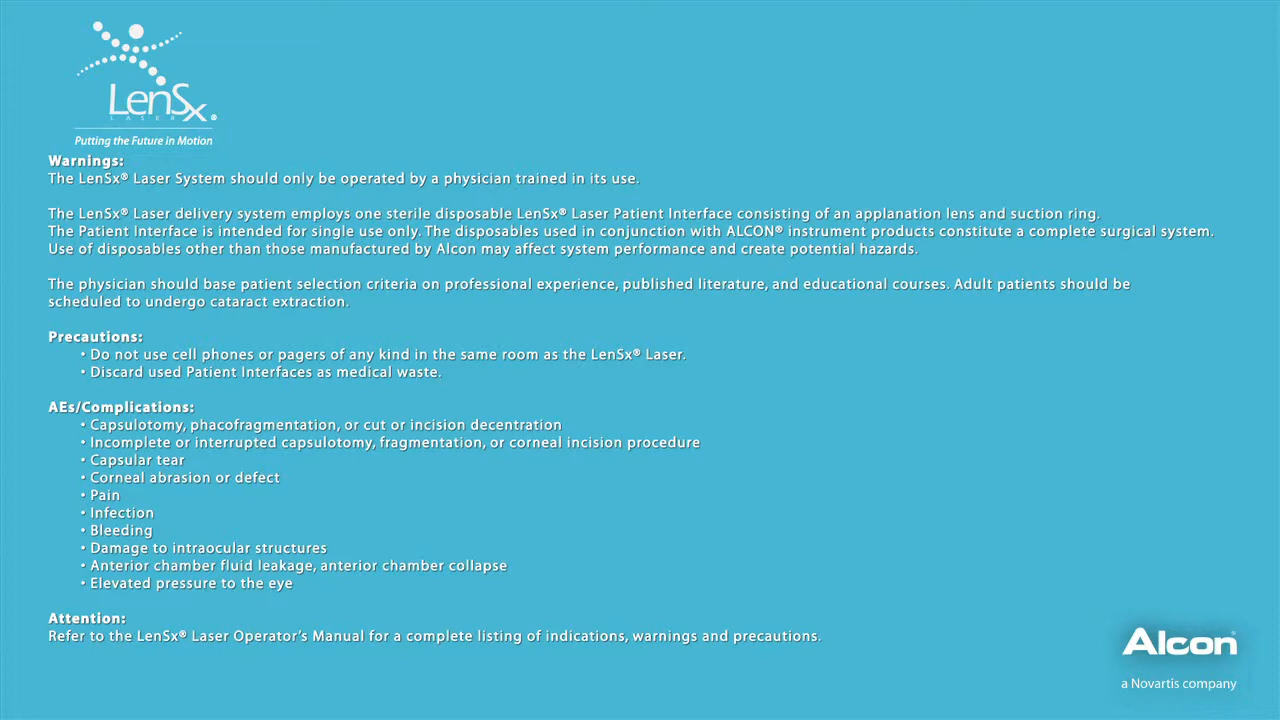 LenSx®
LASER
Putting the Future in Motion
Warnings:
The LenSx® Laser System should only be operated by a physician trained in its use.
The LenSx® Laser delivery system employs one sterile disposable LenSx® Laser Patient Interface consisting of an applanation lens and suction ring.
The Patient Interface is intended for single use only. The disposables used in conjunction with ALCON® instrument products constitute a complete surgical system.
Use of disposables other than those manufactured by Alcon may affect system performance and create potential hazards.
The physician should base patient selection criteria on professional experience, published literature, and educational courses. Adult patients should be
scheduled to undergo cataract extraction.
Precautions:
• Do not use cell phones or pagers of any kind in the same room as the LenSx® Laser.
• Discard used Patient Interfaces as medical waste.
AEs/Complications:
• Capsulotomy, phacofragmentation, or cut or incision decentration
• Incomplete or interrupted capsulotomy, fragmentation, or corneal incision procedure
• Capsular tear
• Corneal abrasion or defect
• Pain
• Infection
• Bleeding
• Damage to intraocular structures
• Anterior chamber fluid leakage, anterior chamber collapse
• Elevated pressure to the eye
Attention:
Refer to the LenSx® Laser Operator's Manual for a complete listing of indications, warnings and precautions.
Alcon®
a Novartis company